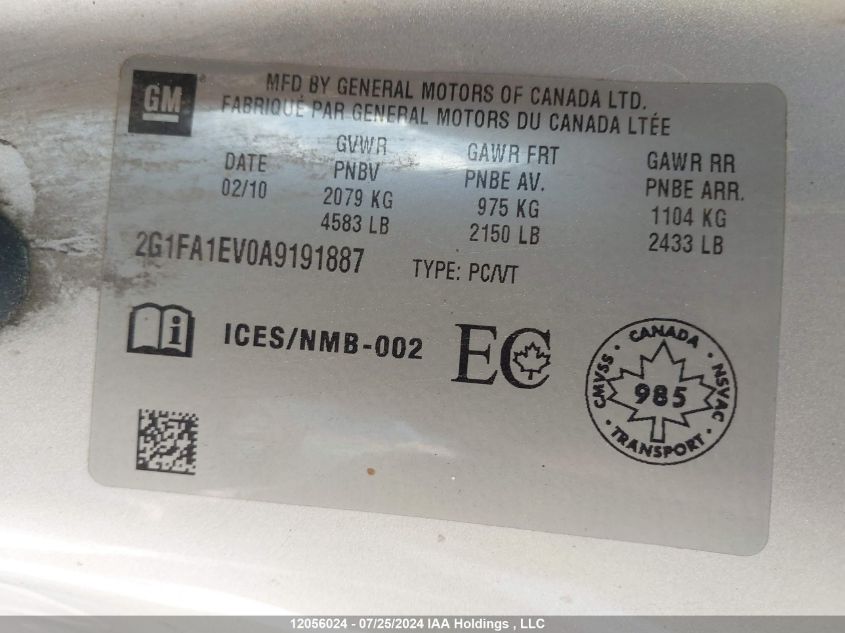 GM
MFD BY GENERAL MOTORS OF CANADA LTD.
FABRIQUÉ PAR GENERAL MOTORS DU CANADA LTÉE
DATE GVWR GAWR FRT GAWR RR
02/10 PNBV PNBE AV. PNBE ARR.
2079 KG 975 KG 1104 KG
4583 LB 2150 LB 2433 LB
2G1FA1EV0A9191887 TYPE: PC/VT
i ICES/NMB-002 EC
CANADA
CMVSS 985 NSVAC
TRANSPORT
12056024 - 07/25/2024 IAA Holdings , LLC